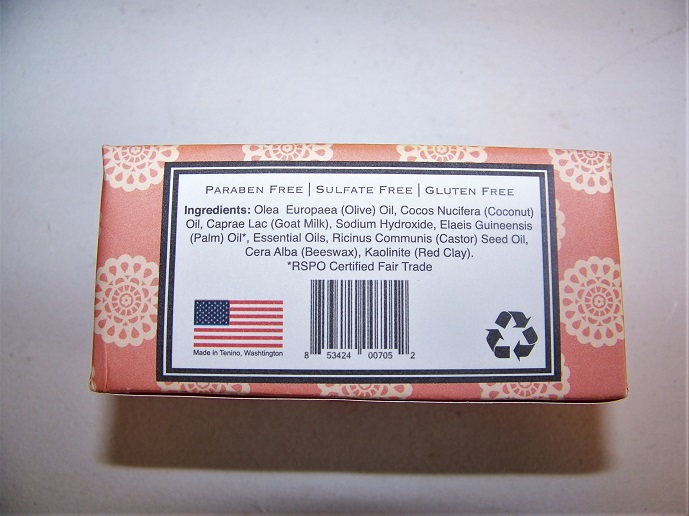 PARABEN FREE | SULFATE FREE | GLUTEN FREE
Ingredients: Olea Europaea (Olive) Oil, Cocos Nucifera (Coconut)
Oil, Caprae Lac (Goat Milk), Sodium Hydroxide, Elaeis Guineensis
(Palm) Oil*, Essential Oils, Ricinus Communis (Castor) Seed Oil,
Cera Alba (Beeswax), Kaolinite (Red Clay).
*RSPO Certified Fair Trade
Made in Tenino, Washtington
8 53424 00705 2